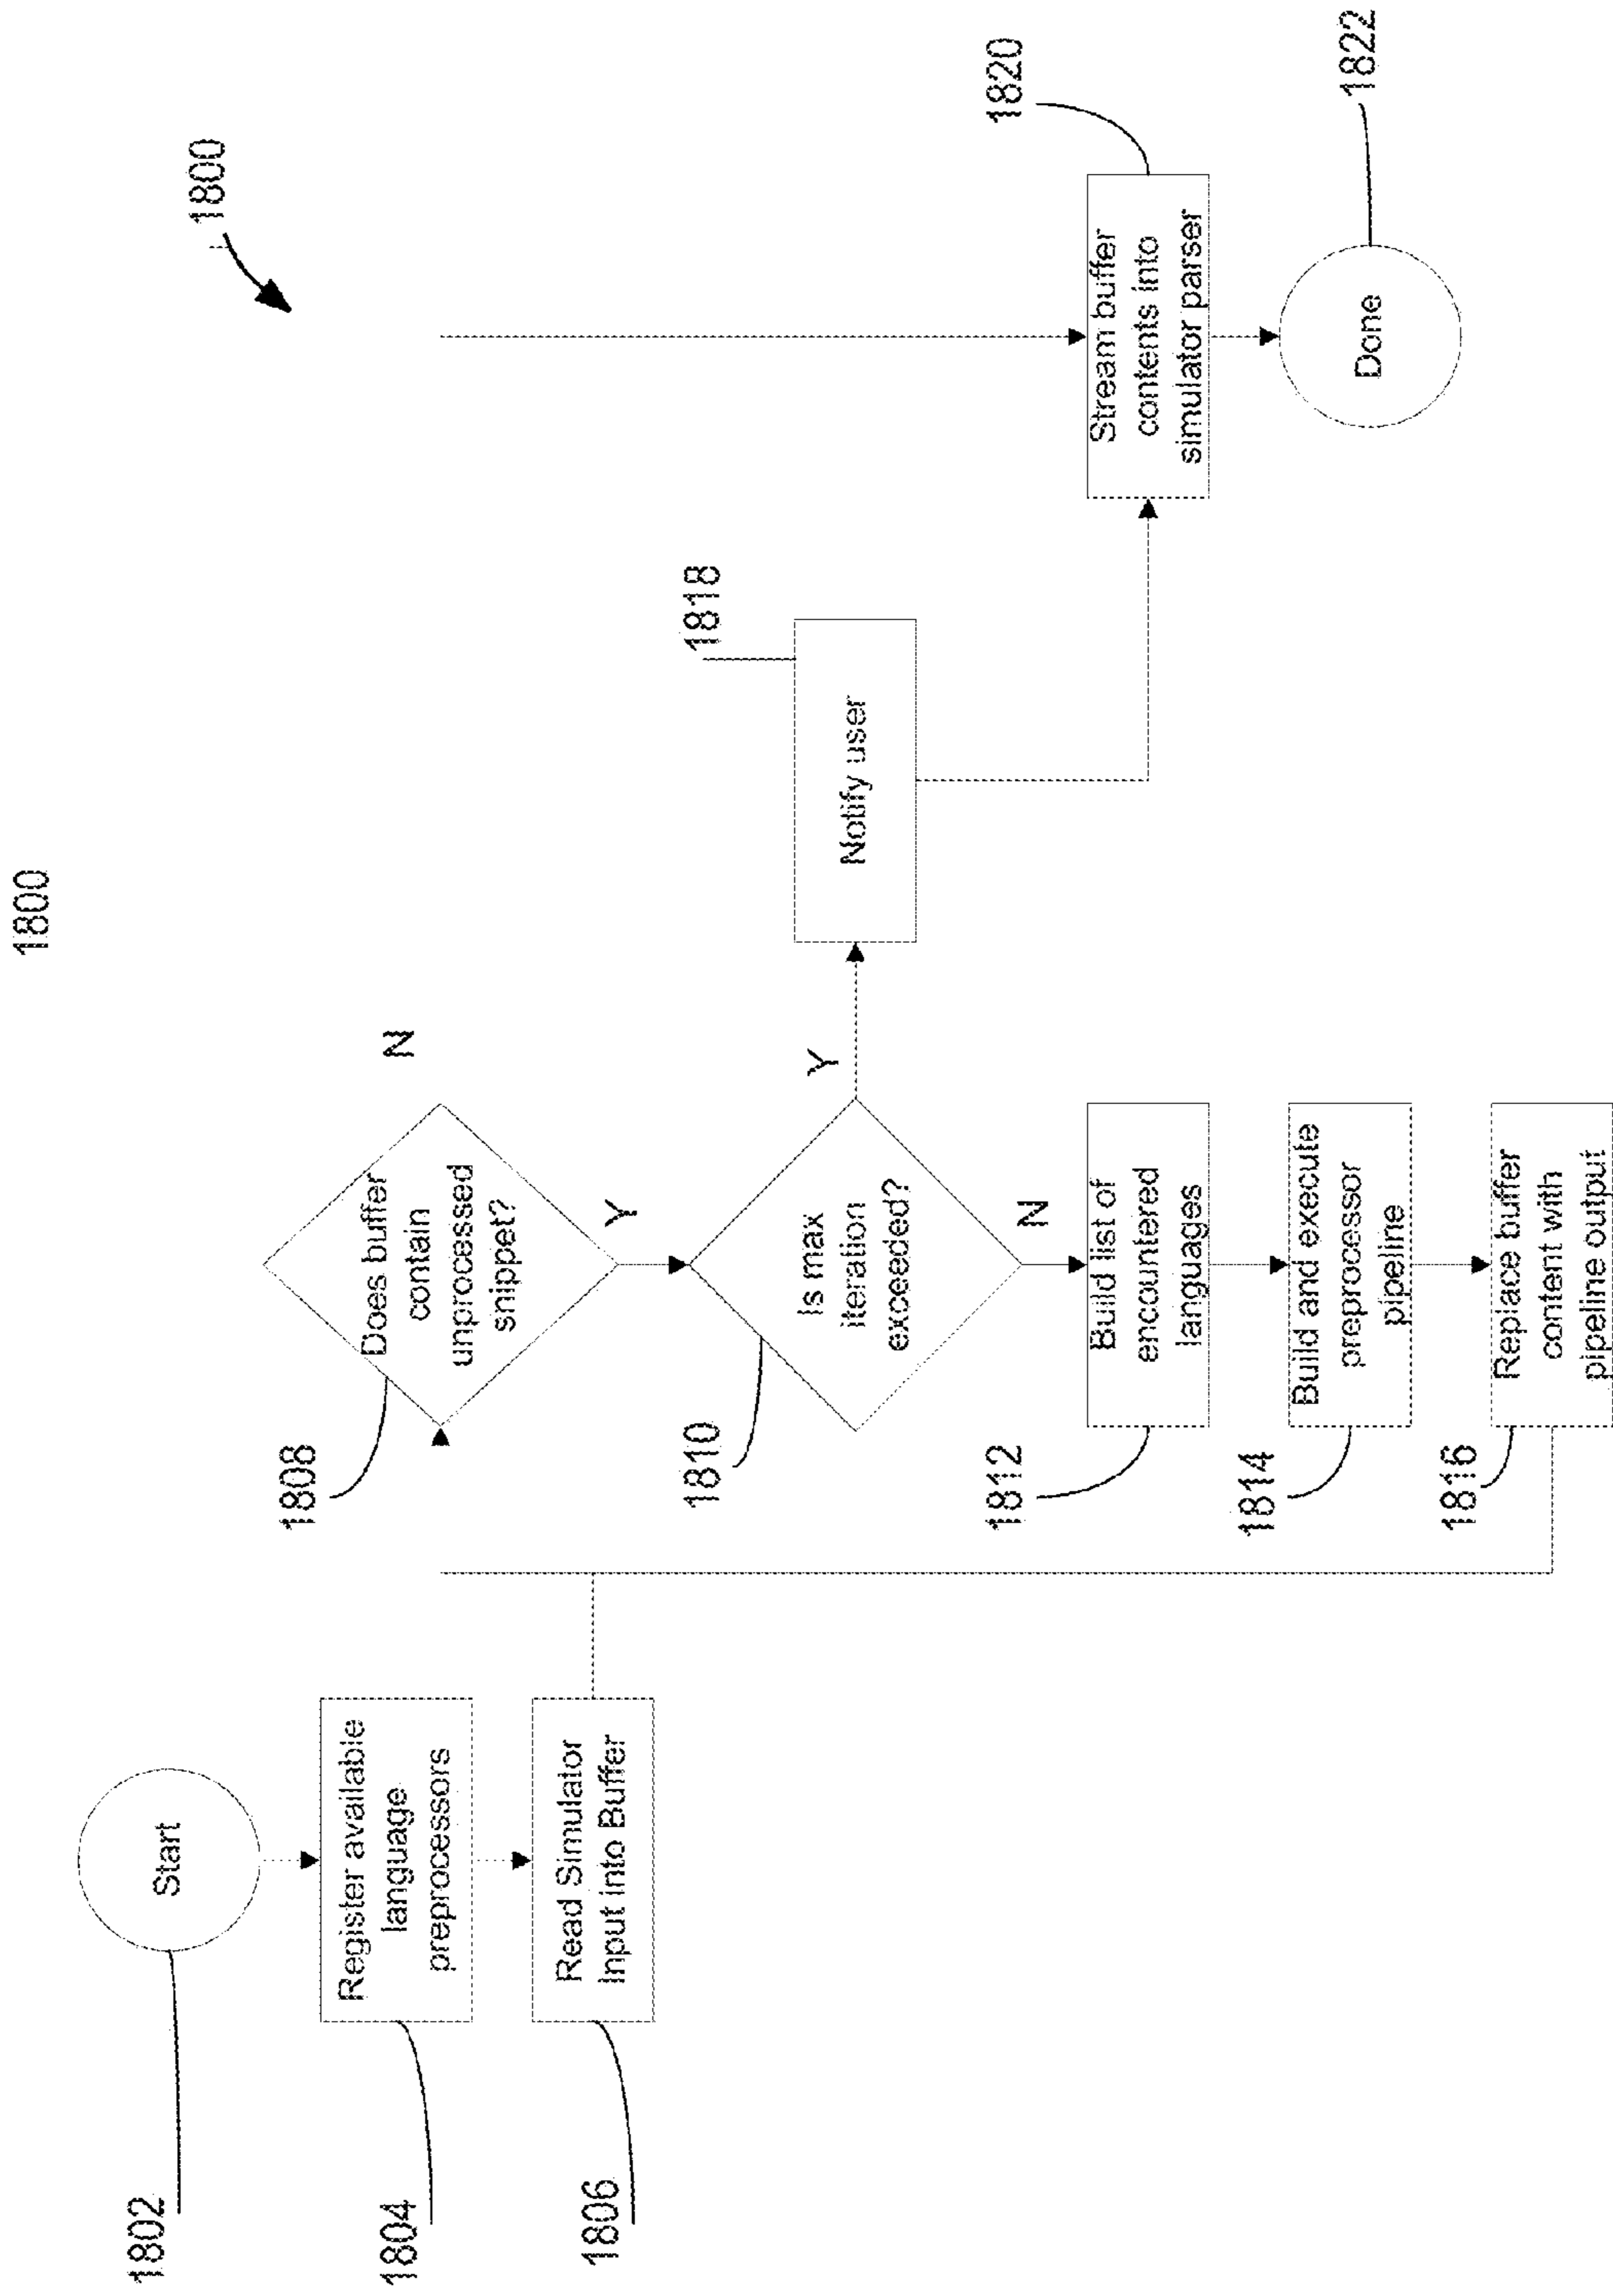 1800
1800
1802
Start
1804
Register available
language
preprocessors
1806
Read Simulator
Input into Buffer
1808
Does buffer
contain
unprocessed
snippet?
N
Y
1810
Is max
iteration
exceeded?
Y
N
1812
Build list of
encountered
languages
1814
Build and execute
preprocessor
pipeline
1816
Replace buffer
content with
pipeline output
1818
Notify user
1820
Stream buffer
contents into
simulator parser
1822
Done